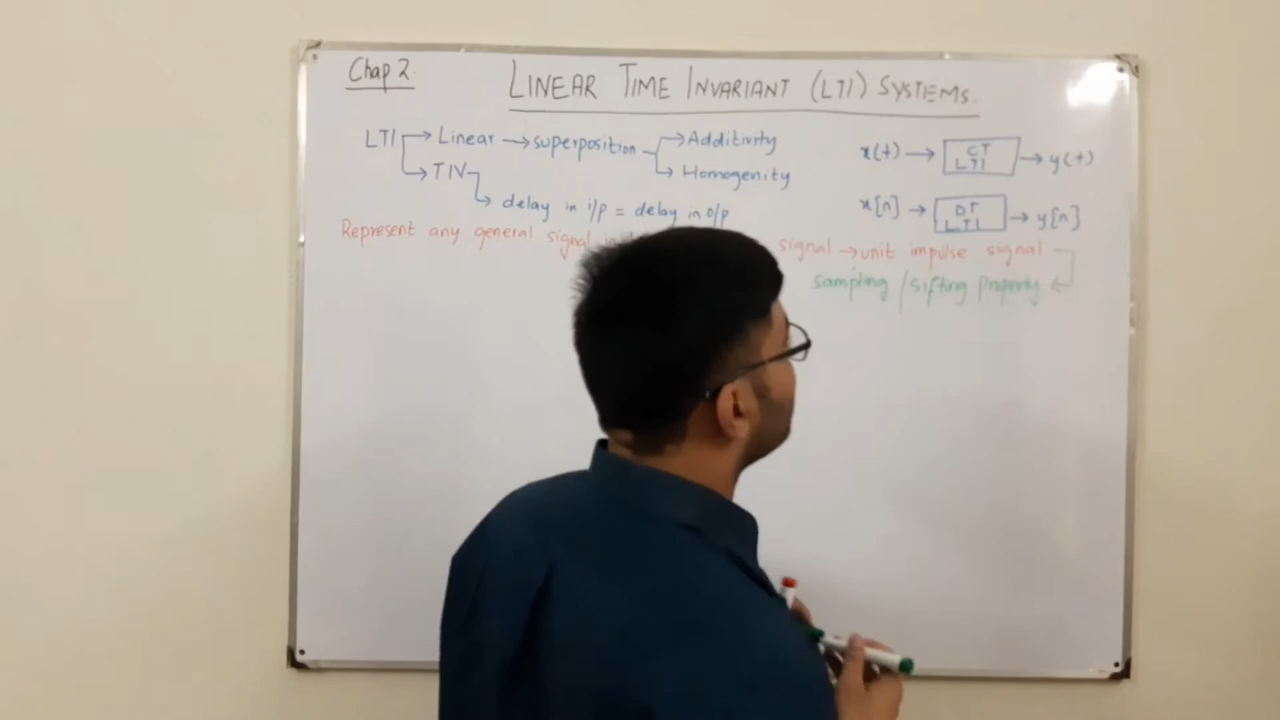 Chap 2.
LINEAR TIME INVARIANT (LTI) SYSTEMS.
LTI → Linear → superposition → Additivity
→ Homogenity
→ TIV
→ delay in i/p = delay in o/p
x(t) → CT LTI → y(t)
x[n] → DT LTI → y[n]
Represent any general signal signal → unit impulse signal
sampling / sifting Property ←